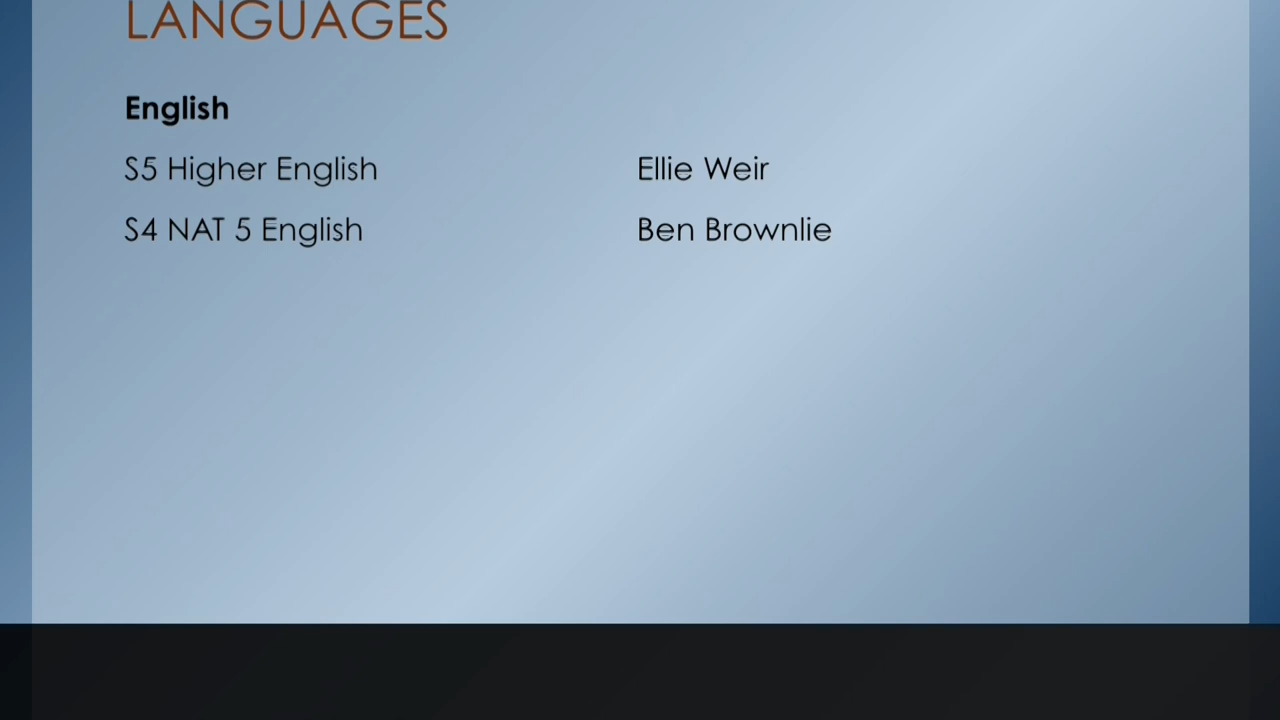 LANGUAGES
English
S5 Higher English Ellie Weir
S4 NAT 5 English Ben Brownlie